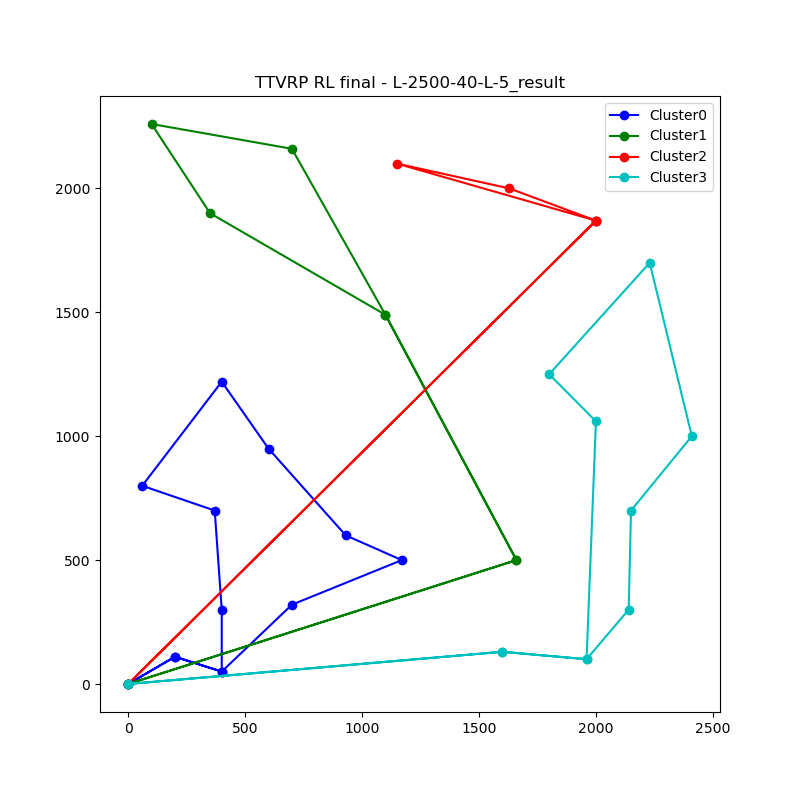 TTVRP RL final - L-2500-40-L-5_result
Cluster0
Cluster1
Cluster2
Cluster3
2000
1500
1000
500
0
0 500 1000 1500 2000 2500